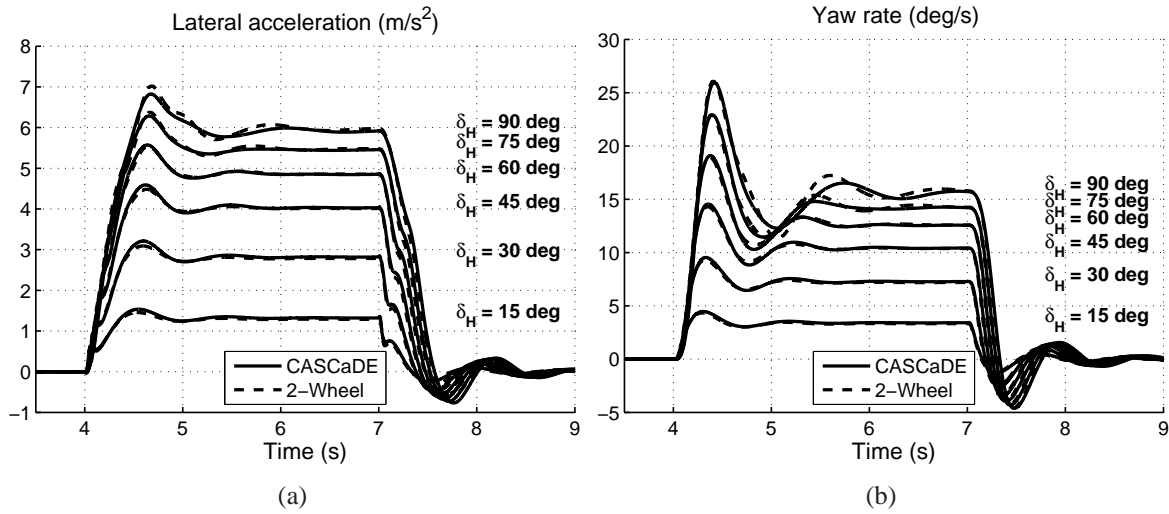 Lateral acceleration (m/s²)
8
7
6
5
4
3
2
1
0
−1
4
5
6
7
8
9
Time (s)
δH = 90 deg
δH = 75 deg
δH = 60 deg
δH = 45 deg
δH = 30 deg
δH = 15 deg
CASCaDE
2−Wheel
(a)
Yaw rate (deg/s)
30
25
20
15
10
5
0
−5
4
5
6
7
8
9
Time (s)
δH = 90 deg
δH = 75 deg
δH = 60 deg
δH = 45 deg
δH = 30 deg
δH = 15 deg
CASCaDE
2−Wheel
(b)